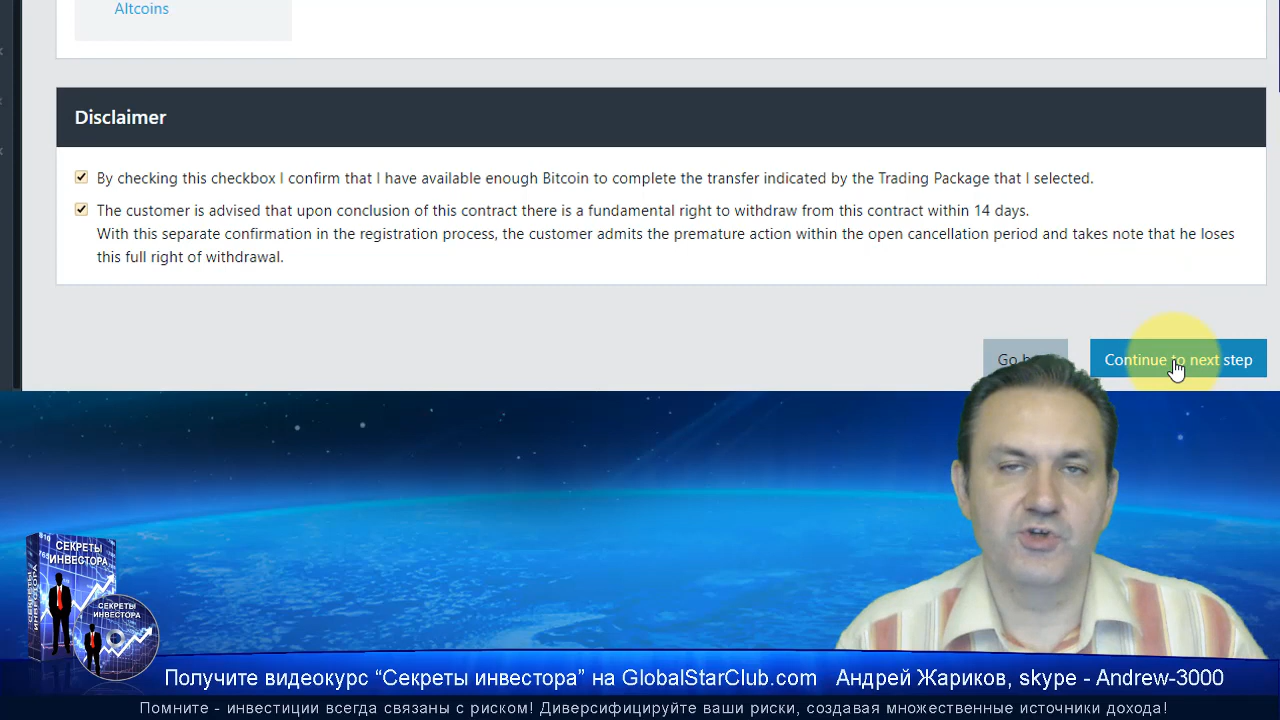 Altcoins
Disclaimer
By checking this checkbox I confirm that I have available enough Bitcoin to complete the transfer indicated by the Trading Package that I selected.
The customer is advised that upon conclusion of this contract there is a fundamental right to withdraw from this contract within 14 days.
With this separate confirmation in the registration process, the customer admits the premature action within the open cancellation period and takes note that he loses
this full right of withdrawal.
Go
Continue to next step
СЕКРЕТЫ
ИНВЕСТОРА
СЕКРЕТЫ
ИНВЕСТОРА
СЕКРЕТЫ
ИНВЕСТОРА
Получите видеокурс “Секреты инвестора” на GlobalStarClub.com Андрей Жариков, skype - Andrew-3000
Помните - инвестиции всегда связаны с риском! Диверсифицируйте ваши риски, создавая множественные источники дохода!